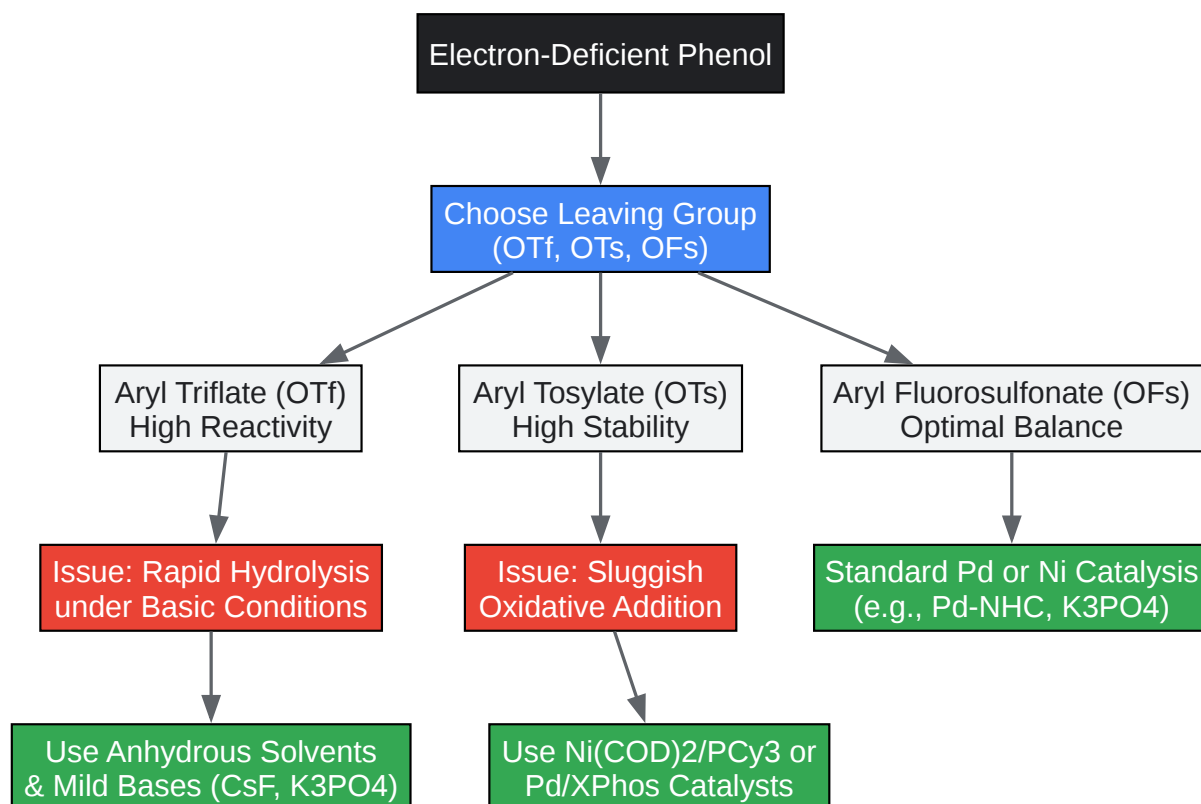 Electron-Deficient Phenol
Choose Leaving Group
(OTf, OTs, OFs)
Aryl Triflate (OTf)
High Reactivity
Aryl Tosylate (OTs)
High Stability
Aryl Fluorosulfonate (OFs)
Optimal Balance
Issue: Rapid Hydrolysis
under Basic Conditions
Issue: Sluggish
Oxidative Addition
Standard Pd or Ni Catalysis
(e.g., Pd-NHC, K3PO4)
Use Anhydrous Solvents
& Mild Bases (CsF, K3PO4)
Use Ni(COD)2/PCy3 or
Pd/XPhos Catalysts